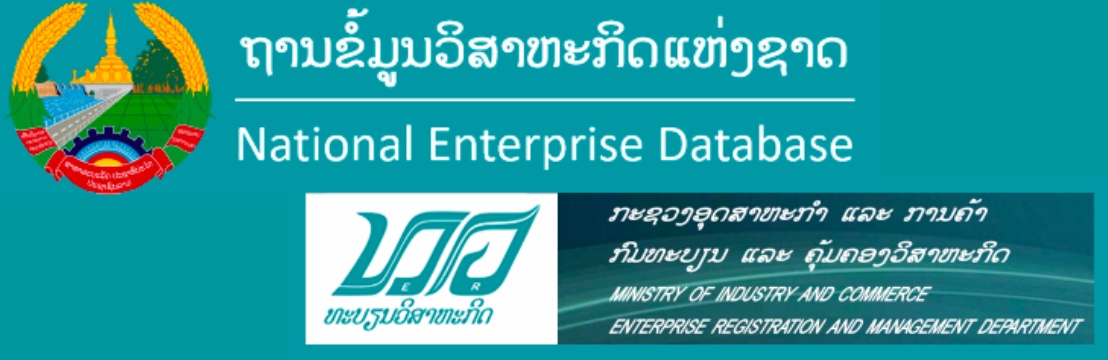 ຖານຂໍ້ມູນວິສາຫະກິດແຫ່ງຊາດ
National Enterprise Database
ກະຊວງອຸດສາຫະກຳ ແລະ ການຄ້າ
ກົມທະບຽນ ແລະ ຄຸ້ມຄອງວິສາຫະກິດ
MINISTRY OF INDUSTRY AND COMMERCE
ENTERPRISE REGISTRATION AND MANAGEMENT DEPARTMENT
ທວຄ
E R
ທະບຽນວິສາຫະກິດ